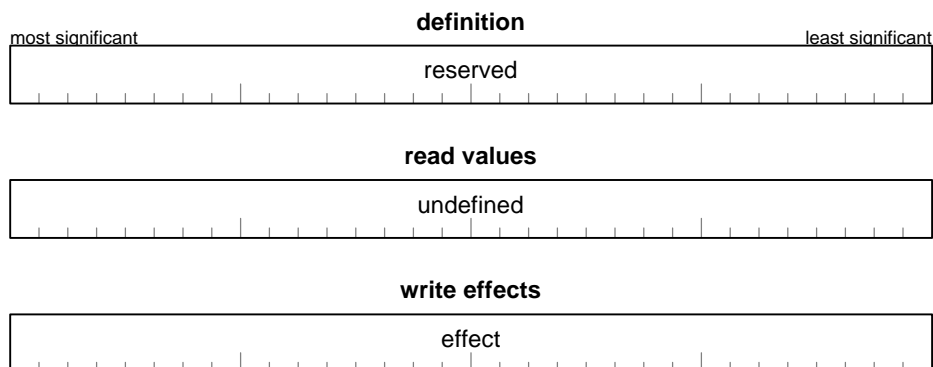 definition
most significant least significant
reserved
read values
undefined
write effects
effect